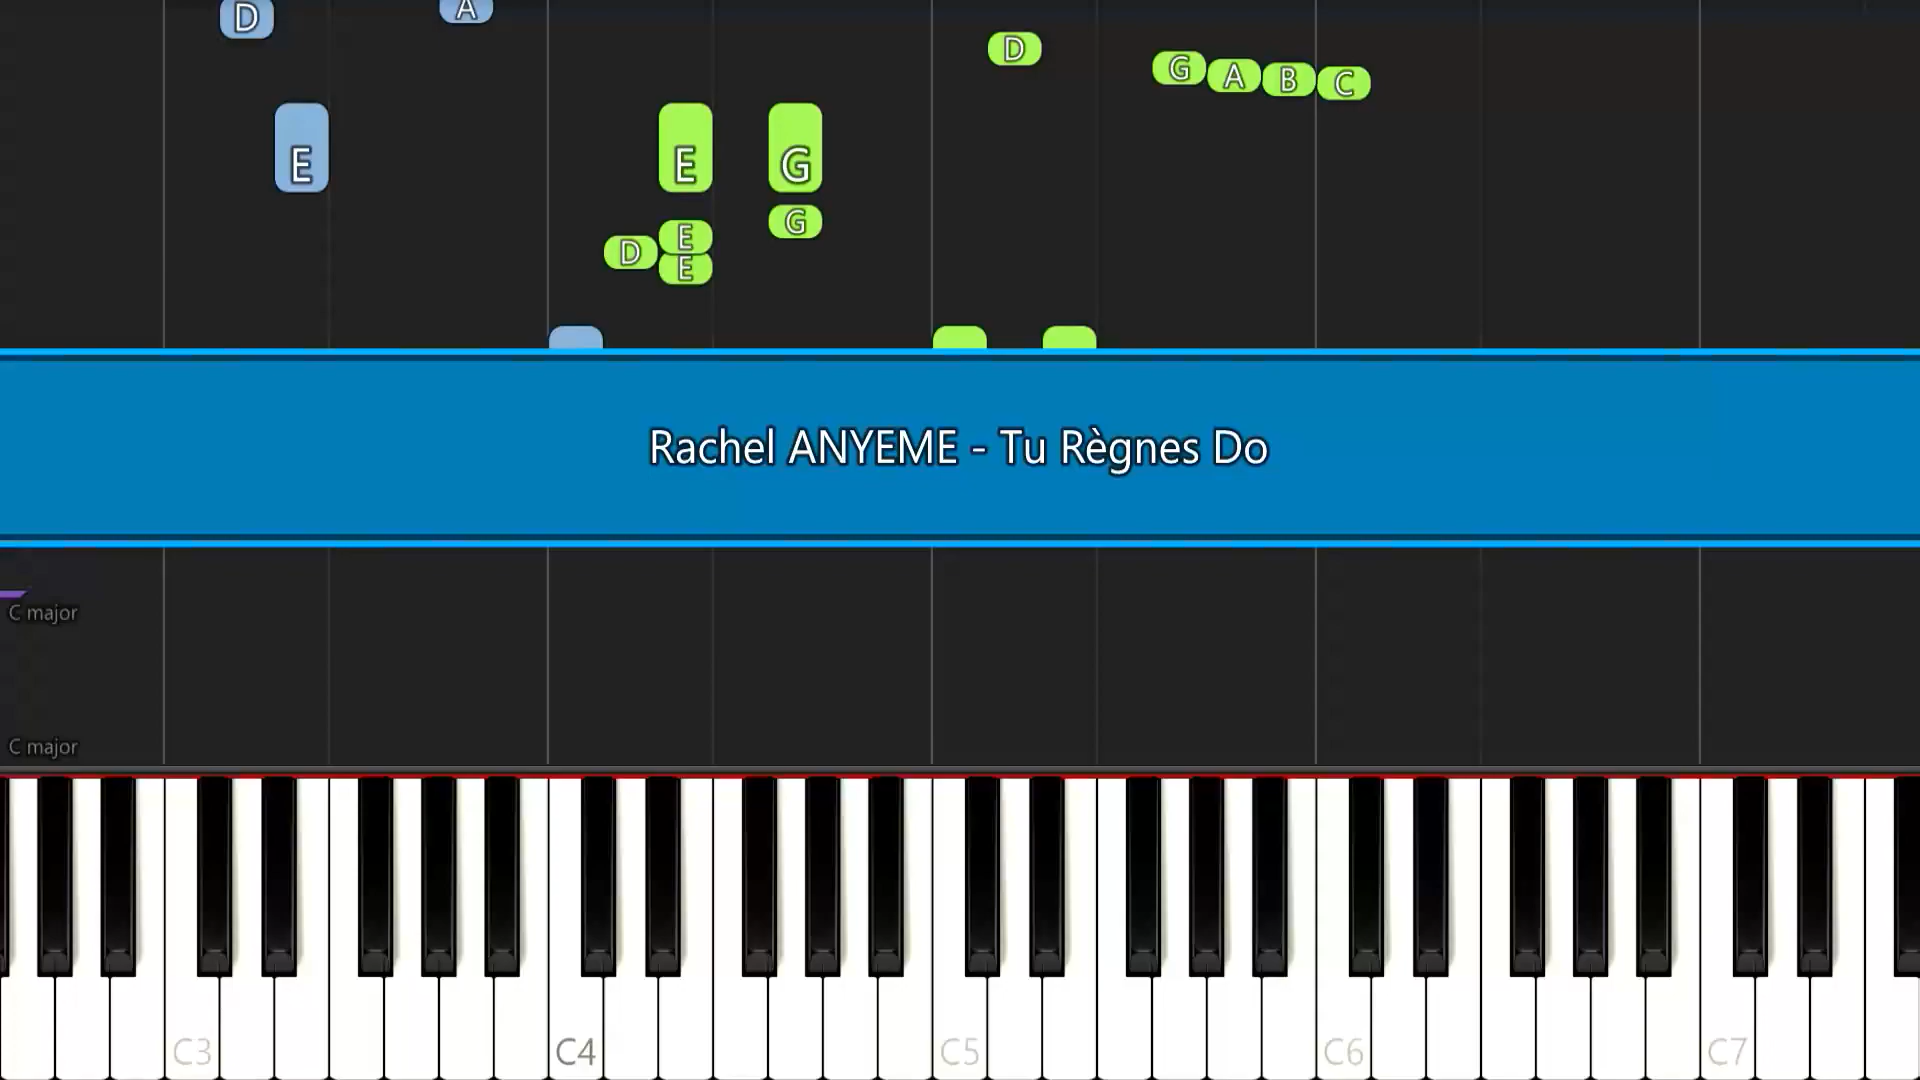 D A
D
G A B C
E E G
G
E
D
E
Rachel ANYEME - Tu Règnes Do
C major
C major
C3 C4 C5 C6 C7